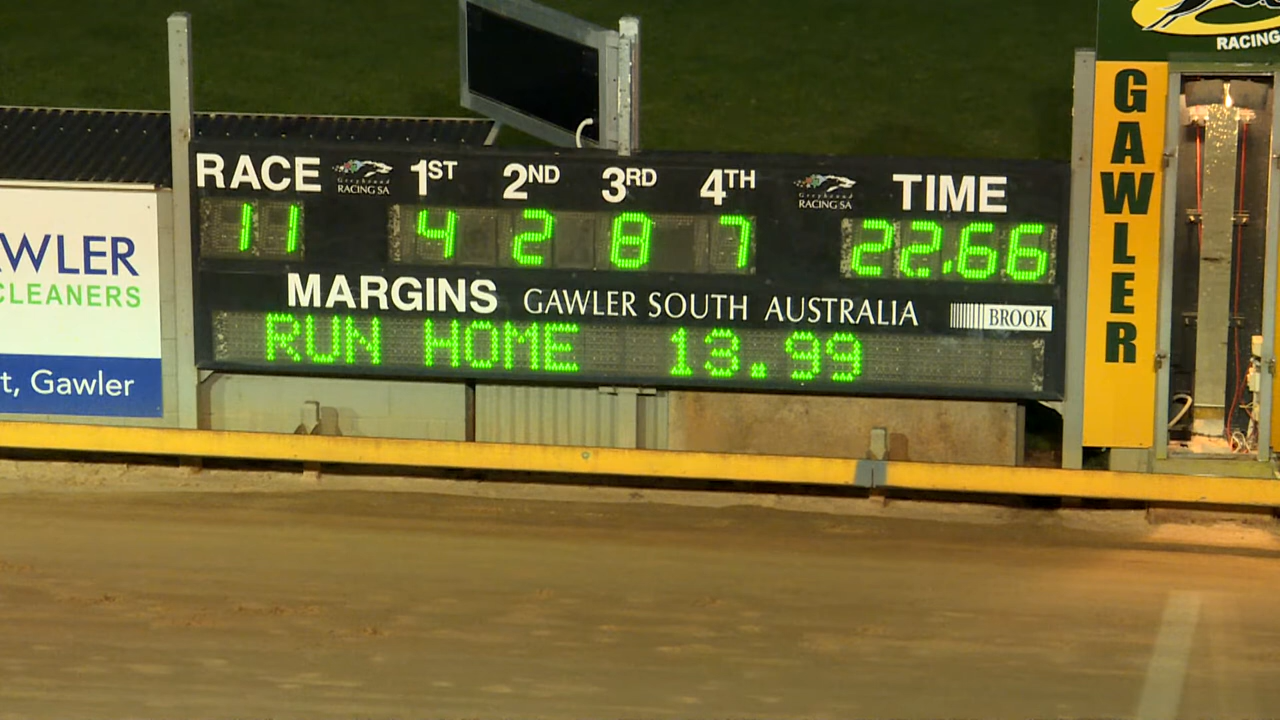 RACING
GAWLER
RACE
Greyhound
RACING SA
1ST 2ND 3RD 4TH
Greyhound
RACING SA
TIME
11 4 2 8 7 22.66
MARGINS GAWLER SOUTH AUSTRALIA BROOK
RUN HOME 13.99
WLER
CLEANERS
t, Gawler